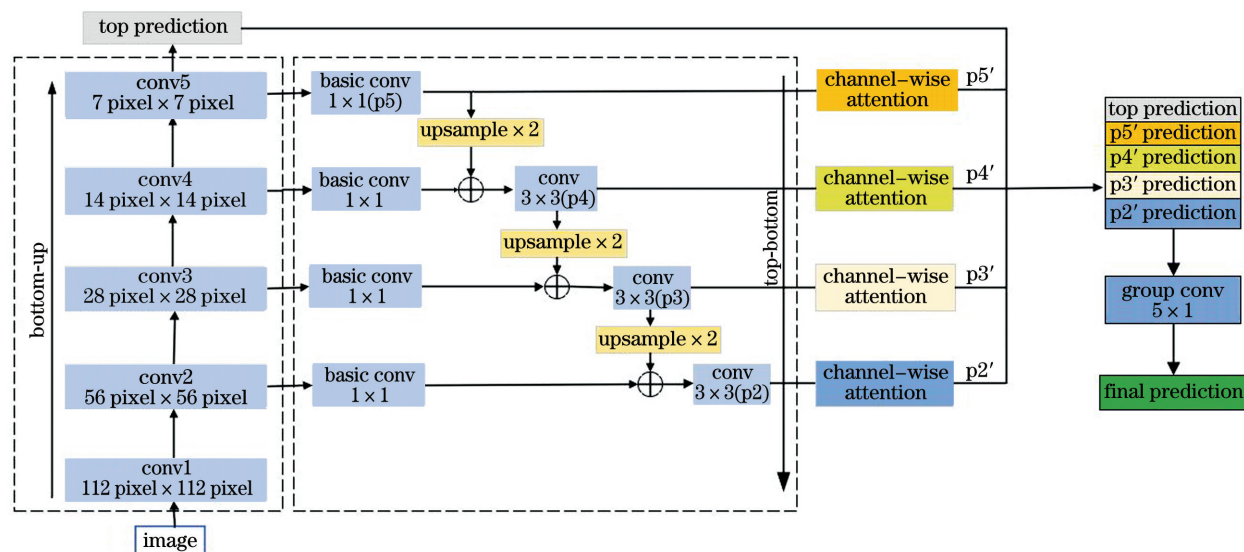 top prediction
conv5
7 pixel × 7 pixel
conv4
14 pixel × 14 pixel
conv3
28 pixel × 28 pixel
conv2
56 pixel × 56 pixel
conv1
112 pixel × 112 pixel
image
bottom-up
basic conv
1 × 1(p5)
upsample × 2
basic conv
1 × 1
conv
3 × 3(p4)
upsample × 2
basic conv
1 × 1
conv
3 × 3(p3)
upsample × 2
basic conv
1 × 1
conv
3 × 3(p2)
top-bottom
channel-wise
attention
p5′
channel-wise
attention
p4′
channel-wise
attention
p3′
channel-wise
attention
p2′
top prediction
p5′ prediction
p4′ prediction
p3′ prediction
p2′ prediction
group conv
5 × 1
final prediction